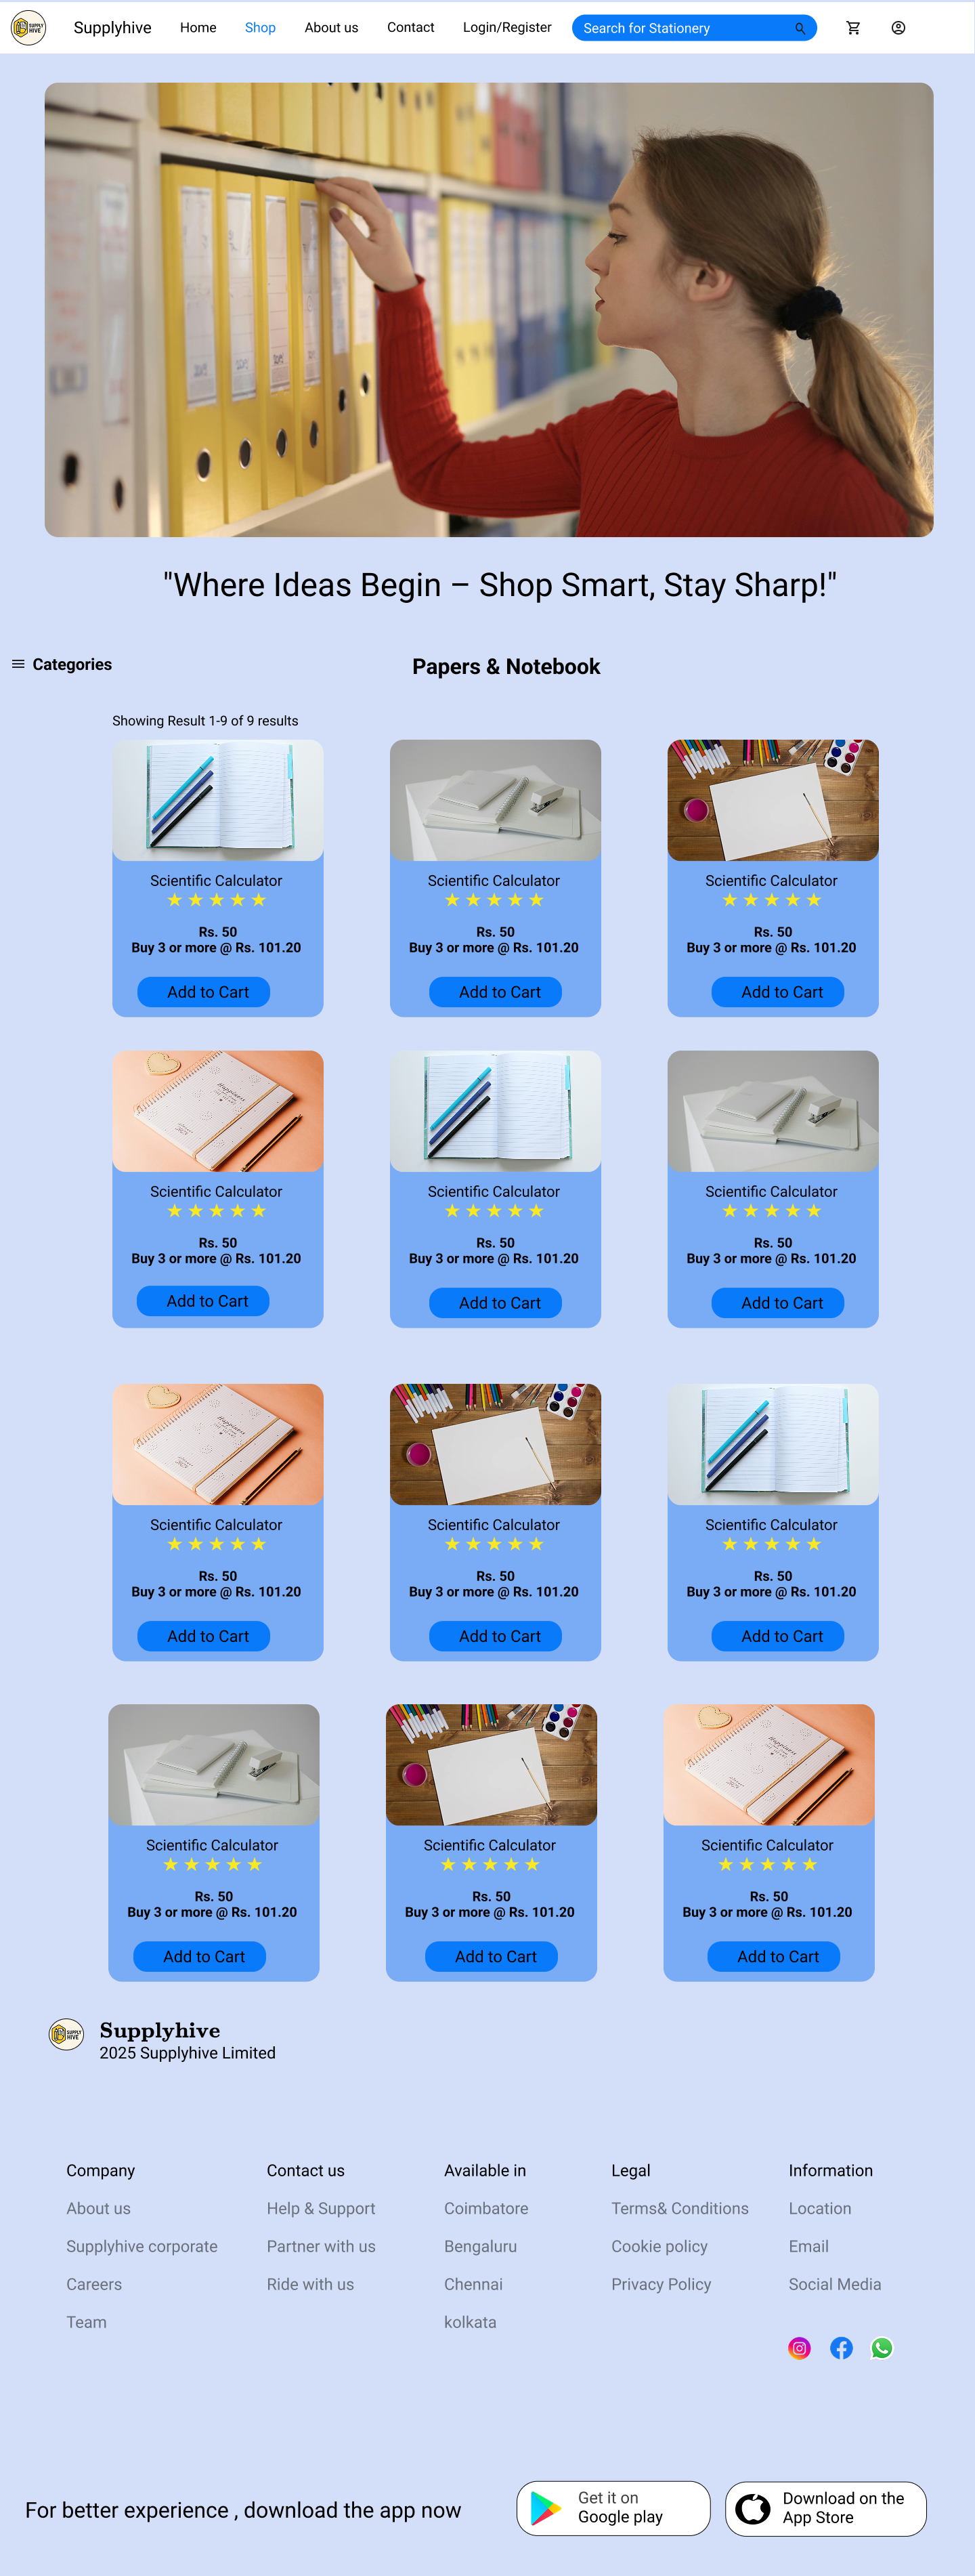 SUPPLY
HIVE
Supplyhive
Home
Shop
About us
Contact
Login/Register
Search for Stationery
"Where Ideas Begin – Shop Smart, Stay Sharp!"
Categories
Papers & Notebook
Showing Result 1-9 of 9 results
Scientific Calculator
Rs. 50
Buy 3 or more @ Rs. 101.20
Add to Cart
Scientific Calculator
Rs. 50
Buy 3 or more @ Rs. 101.20
Add to Cart
Scientific Calculator
Rs. 50
Buy 3 or more @ Rs. 101.20
Add to Cart
Happiness
Scientific Calculator
Rs. 50
Buy 3 or more @ Rs. 101.20
Add to Cart
Scientific Calculator
Rs. 50
Buy 3 or more @ Rs. 101.20
Add to Cart
Scientific Calculator
Rs. 50
Buy 3 or more @ Rs. 101.20
Add to Cart
Happiness
Scientific Calculator
Rs. 50
Buy 3 or more @ Rs. 101.20
Add to Cart
Scientific Calculator
Rs. 50
Buy 3 or more @ Rs. 101.20
Add to Cart
Scientific Calculator
Rs. 50
Buy 3 or more @ Rs. 101.20
Add to Cart
Scientific Calculator
Rs. 50
Buy 3 or more @ Rs. 101.20
Add to Cart
Scientific Calculator
Rs. 50
Buy 3 or more @ Rs. 101.20
Add to Cart
Happiness
Scientific Calculator
Rs. 50
Buy 3 or more @ Rs. 101.20
Add to Cart
SUPPLY
HIVE
Supplyhive
2025 Supplyhive Limited
Company
About us
Supplyhive corporate
Careers
Team
Contact us
Help & Support
Partner with us
Ride with us
Available in
Coimbatore
Bengaluru
Chennai
kolkata
Legal
Terms& Conditions
Cookie policy
Privacy Policy
Information
Location
Email
Social Media
For better experience , download the app now
Get it on
Google play
Download on the
App Store